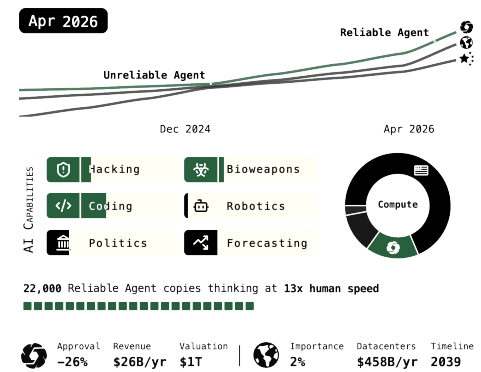 Apr 2026
Reliable Agent
Unreliable Agent
Dec 2024
Apr 2026
AI Capabilities
Hacking
Bioweapons
Coding
Robotics
Politics
Forecasting
Compute
22,000 Reliable Agent copies thinking at 13x human speed
Approval Revenue Valuation Importance Datacenters Timeline
−26% $26B/yr $1T 2% $458B/yr 2039